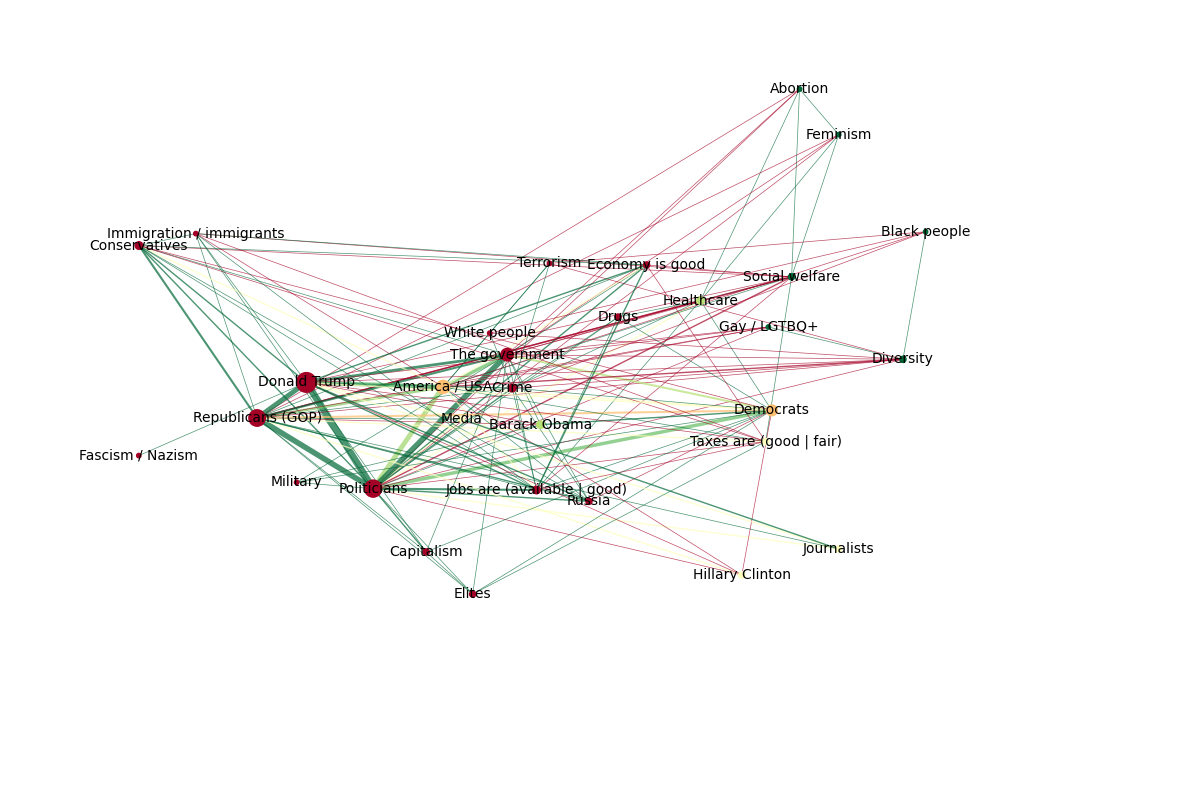 Abortion
Feminism
Black people
Immigration / immigrants
Conservatives
Terrorism
Economy is good
Social welfare
Healthcare
Drugs
Gay / LGTBQ+
White people
The government
Diversity
Donald Trump
America / USA
Crime
Democrats
Republicans (GOP)
Media
Barack Obama
Taxes are (good | fair)
Fascism / Nazism
Military
Politicians
Jobs are (available | good)
Russia
Capitalism
Journalists
Hillary Clinton
Elites